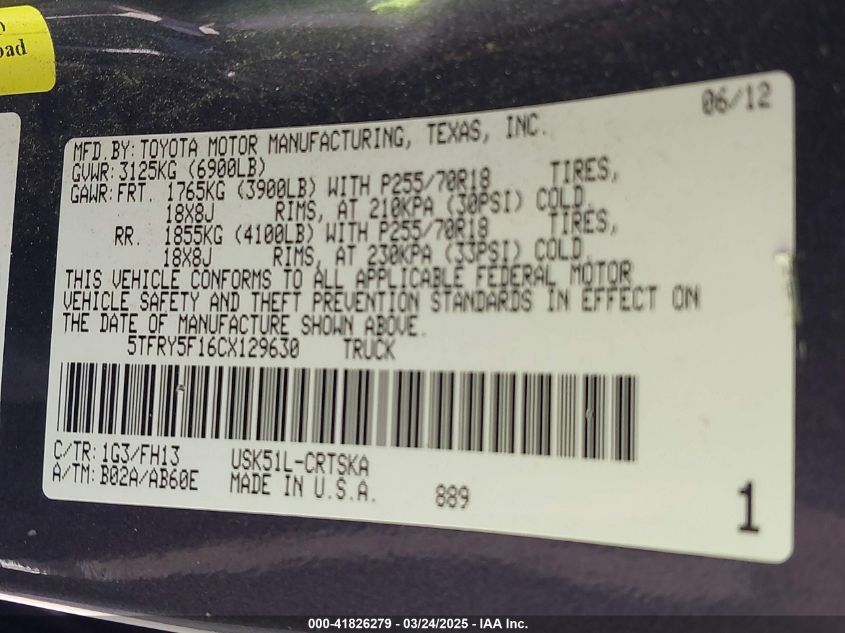 oad
06/12
MFD.BY: TOYOTA MOTOR MANUFACTURING, TEXAS, INC.
GVWR: 3125KG (6900LB)
GAWR: FRT. 1765KG (3900LB) WITH P255/70R18 TIRES,
18X8J RIMS, AT 210KPA (30PSI) COLD.
RR. 1855KG (4100LB) WITH P255/70R18 TIRES,
18X8J RIMS, AT 230KPA (33PSI) COLD.
THIS VEHICLE CONFORMS TO ALL APPLICABLE FEDERAL MOTOR
VEHICLE SAFETY AND THEFT PREVENTION STANDARDS IN EFFECT ON
THE DATE OF MANUFACTURE SHOWN ABOVE.
5TFRY5F16CX129630 TRUCK
C/TR: 1G3/FH13 USK51L-CRTSKA
A/TM: B02A/AB60E MADE IN U.S.A. 889
1
000-41826279 - 03/24/2025 - IAA Inc.